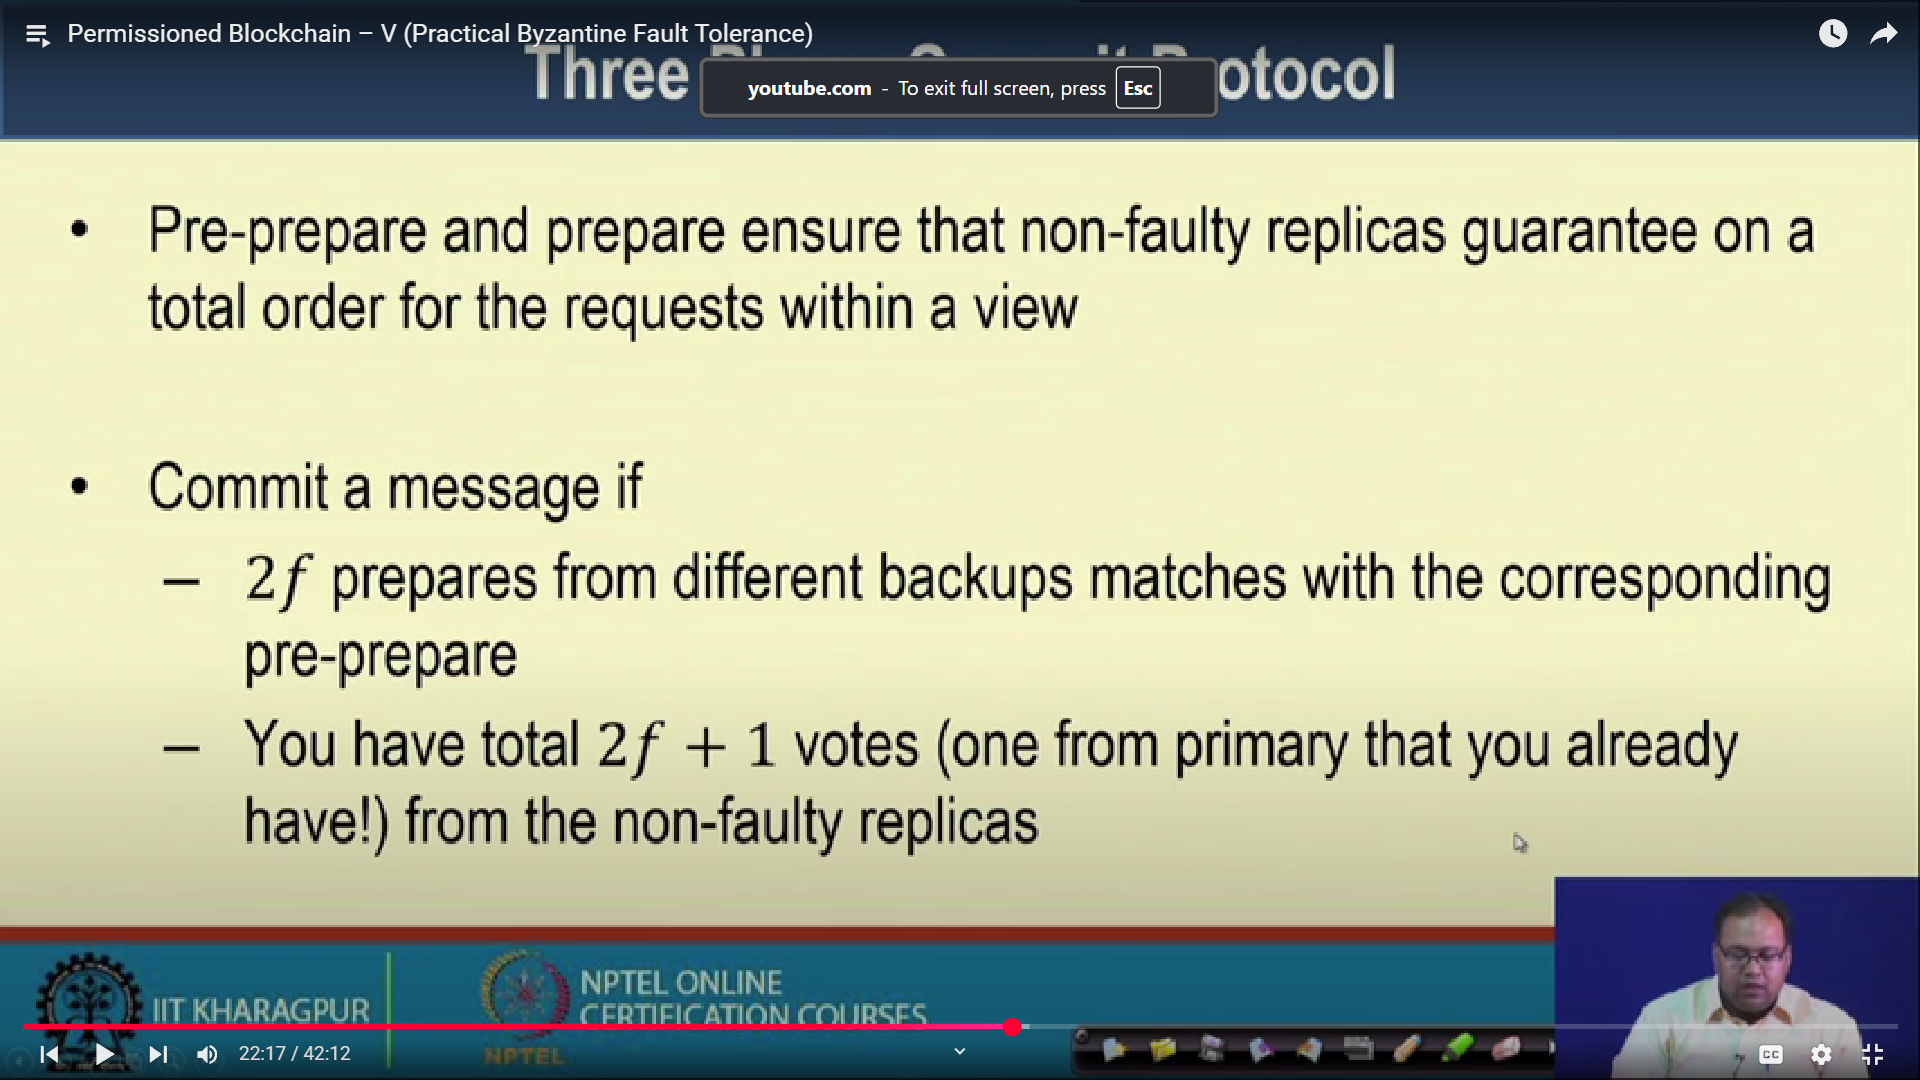 Permissioned Blockchain – V (Practical Byzantine Fault Tolerance)
Three otocol
youtube.com - To exit full screen, press Esc
• Pre-prepare and prepare ensure that non-faulty replicas guarantee on a
total order for the requests within a view
• Commit a message if
– 2f prepares from different backups matches with the corresponding
pre-prepare
– You have total 2f + 1 votes (one from primary that you already
have!) from the non-faulty replicas
IIT KHARAGPUR
NPTEL ONLINE
CERTIFICATION COURSES
NPTEL
22:17 / 42:12
CC